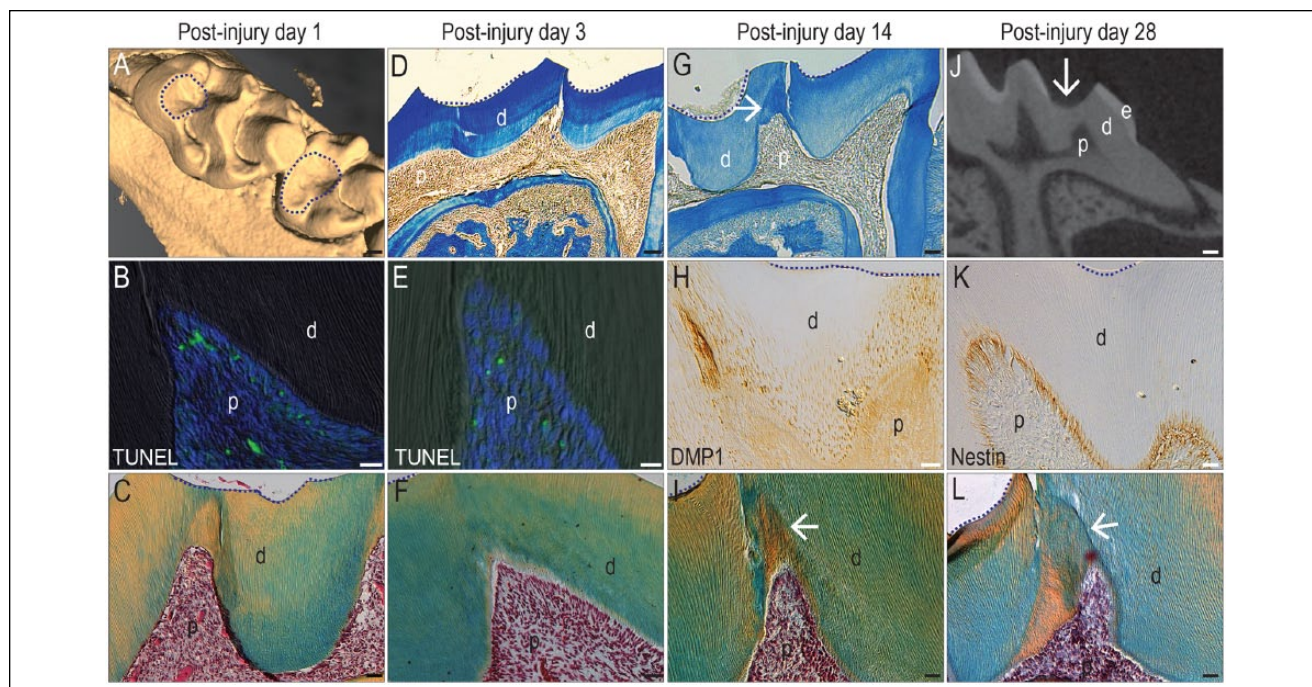 Post-injury day 1 Post-injury day 3 Post-injury day 14 Post-injury day 28
A D G J
d d p d e
p p d p
B E H K
d d d d
p p p p
TUNEL TUNEL DMP1 Nestin
C F I L
d d d d
p p p p